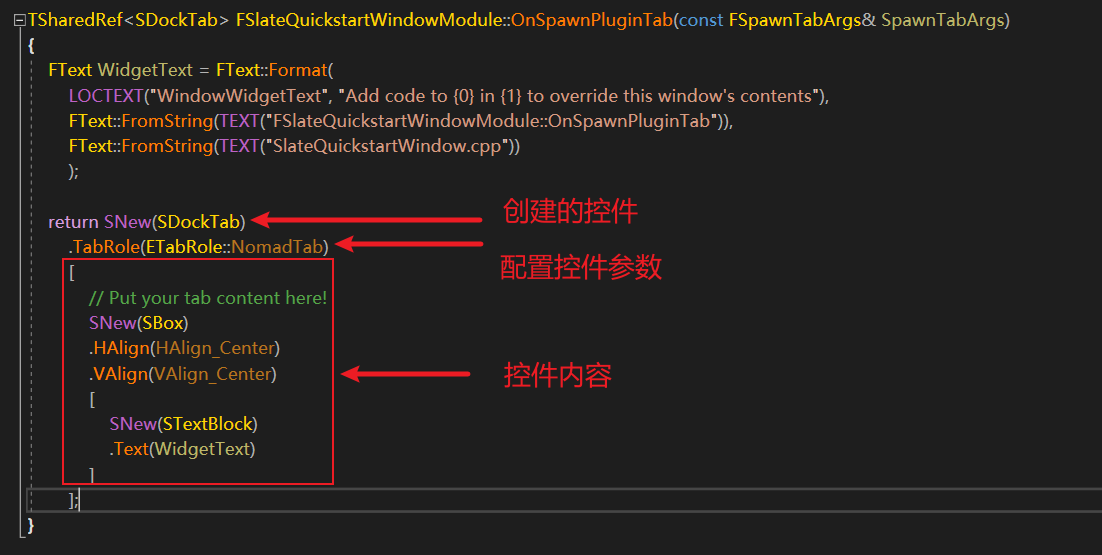 TSharedRef<SDockTab> FSlateQuickstartWindowModule::OnSpawnPluginTab(const FSpawnTabArgs& SpawnTabArgs)
{
FText WidgetText = FText::Format(
LOCTEXT("WindowWidgetText", "Add code to {0} in {1} to override this window's contents"),
FText::FromString(TEXT("FSlateQuickstartWindowModule::OnSpawnPluginTab")),
FText::FromString(TEXT("SlateQuickstartWindow.cpp"))
);
return SNew(SDockTab) 创建的控件
.TabRole(ETabRole::NomadTab) 配置控件参数
[
// Put your tab content here!
SNew(SBox)
.HAlign(HAlign_Center)
.VAlign(VAlign_Center) 控件内容
[
SNew(STextBlock)
.Text(WidgetText)
]
];
}